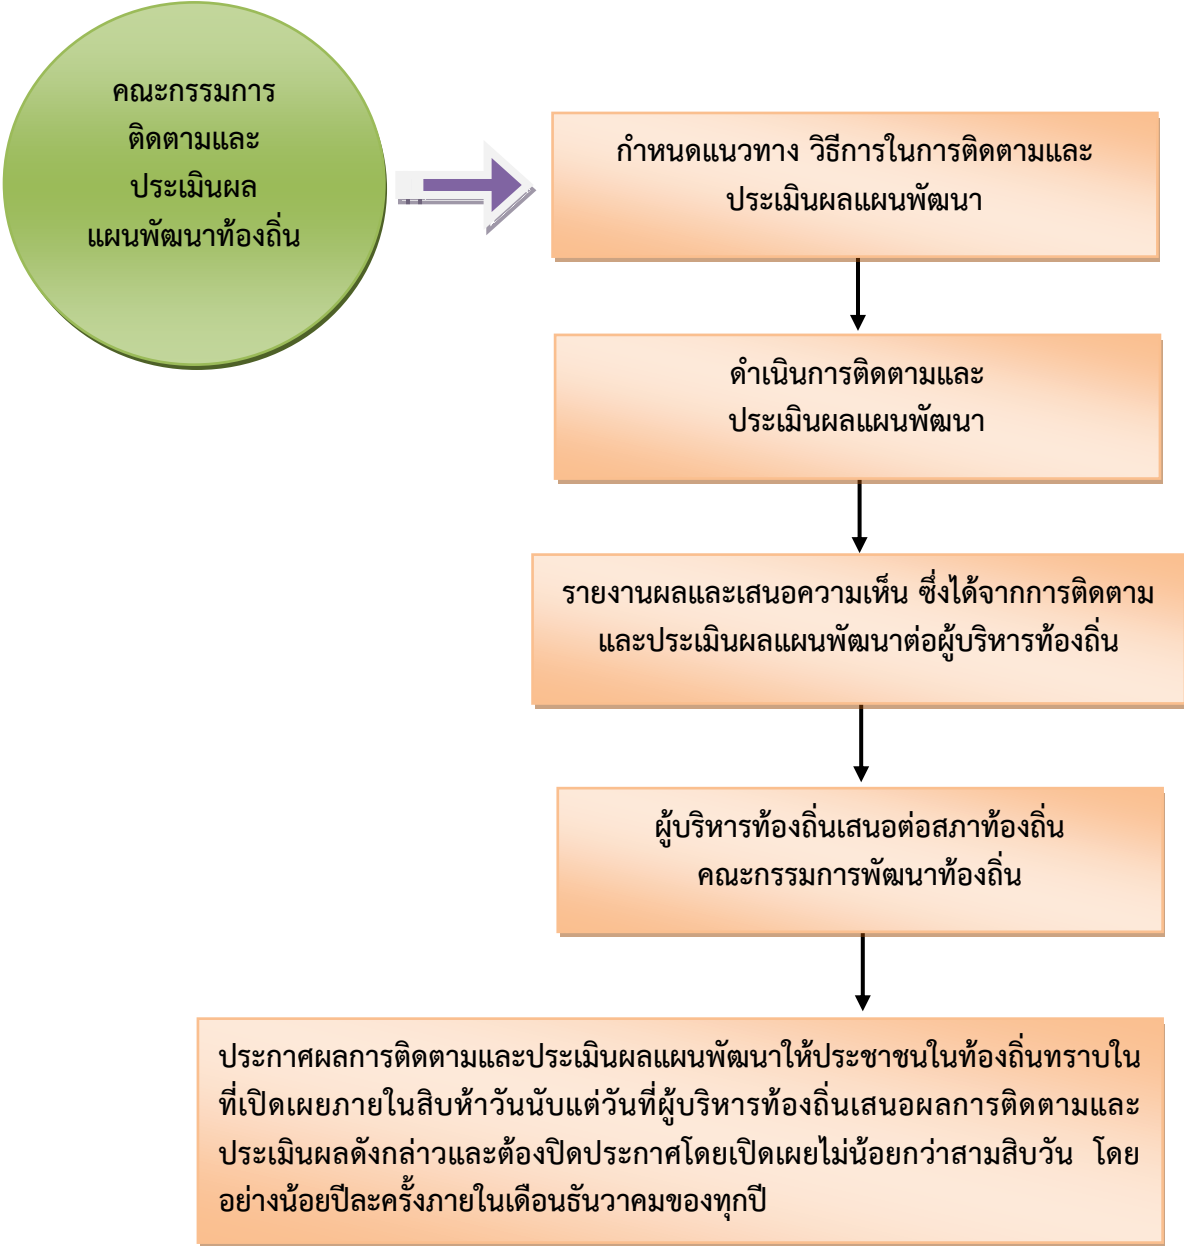 คณะกรรมการ
ติดตามและ
ประเมินผล
แผนพัฒนาท้องถิ่น
กำหนดแนวทาง วิธีการในการติดตามและ
ประเมินผลแผนพัฒนา
ดำเนินการติดตามและ
ประเมินผลแผนพัฒนา
รายงานผลและเสนอความเห็น ซึ่งได้จากการติดตาม
และประเมินผลแผนพัฒนาต่อผู้บริหารท้องถิ่น
ผู้บริหารท้องถิ่นเสนอต่อสภาท้องถิ่น
คณะกรรมการพัฒนาท้องถิ่น
ประกาศผลการติดตามและประเมินผลแผนพัฒนาให้ประชาชนในท้องถิ่นทราบใน
ที่เปิดเผยภายในสิบห้าวันนับแต่วันที่ผู้บริหารท้องถิ่นเสนอผลการติดตามและ
ประเมินผลดังกล่าวและต้องปิดประกาศโดยเปิดเผยไม่น้อยกว่าสามสิบวัน โดย
อย่างน้อยปีละครั้งภายในเดือนธันวาคมของทุกปี